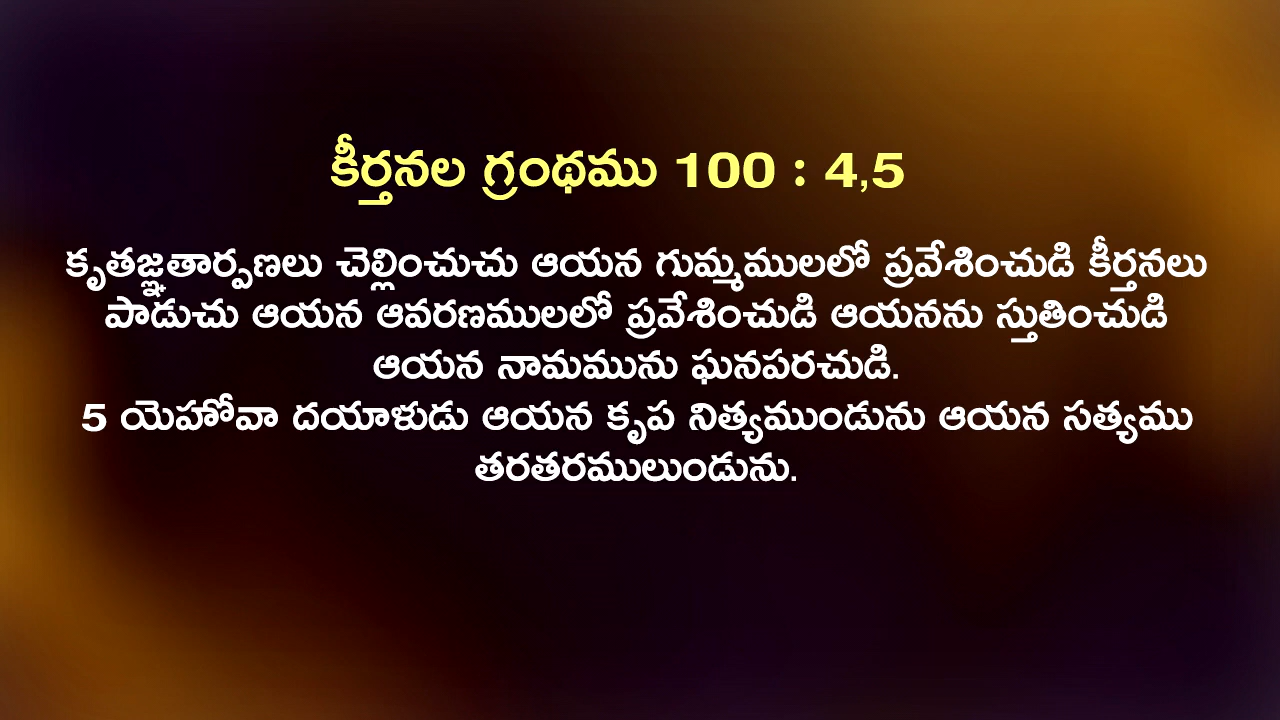 కీర్తనల గ్రంథము 100 : 4,5
కృతజ్ఞతార్పణలు చెల్లించుచు ఆయన గుమ్మములలో ప్రవేశించుడి కీర్తనలు
పాడుచు ఆయన ఆవరణములలో ప్రవేశించుడి ఆయనను స్తుతించుడి
ఆయన నామమును ఘనపరచుడి.
5 యెహోవా దయాళుడు ఆయన కృప నిత్యముండును ఆయన సత్యము
తరతరములుండును.